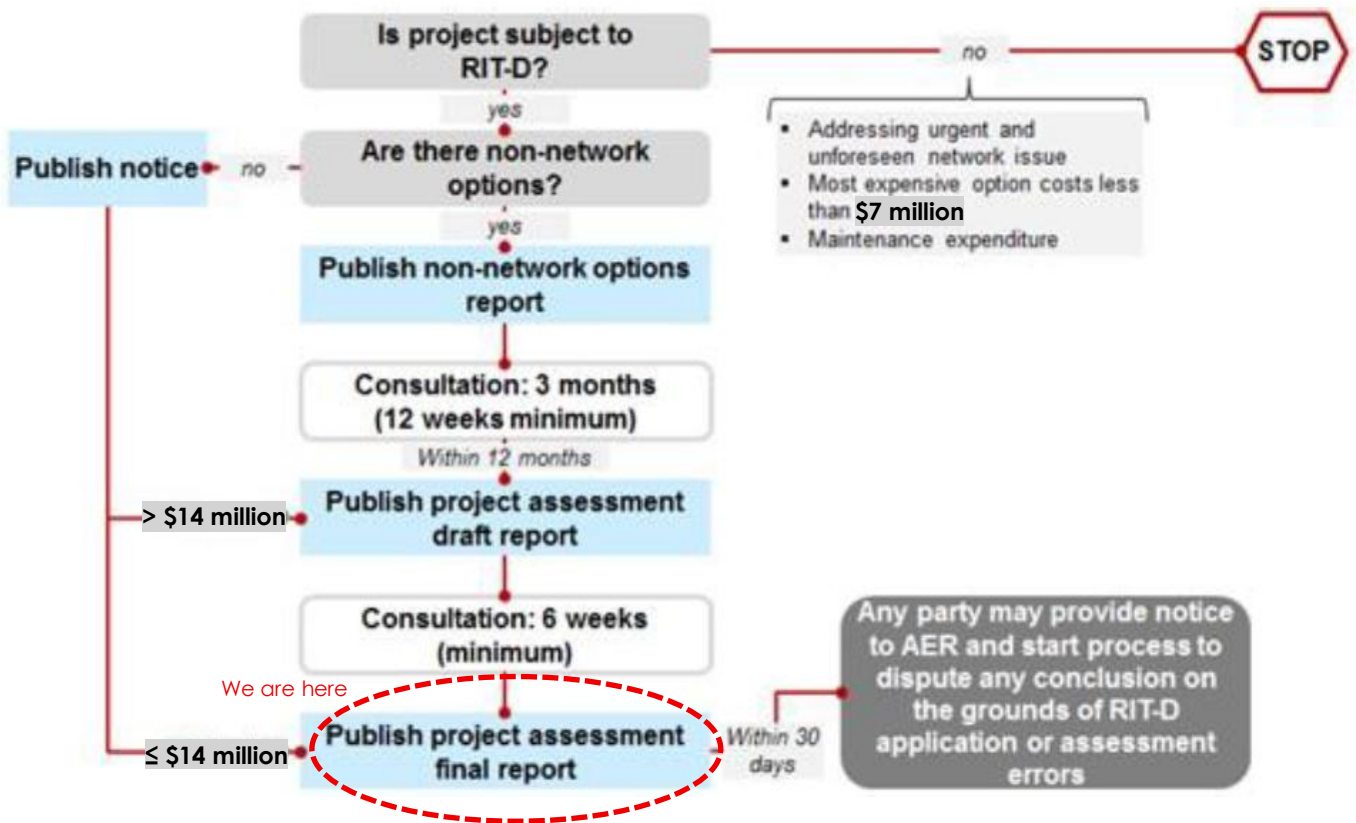 Is project subject to
RIT-D?
no
STOP
yes
▪ Addressing urgent and
unforeseen network issue
▪ Most expensive option costs less
than $7 million
▪ Maintenance expenditure
Publish notice
no
Are there non-network
options?
yes
Publish non-network options
report
Consultation: 3 months
(12 weeks minimum)
Within 12 months
> $14 million
Publish project assessment
draft report
Consultation: 6 weeks
(minimum)
We are here
≤ $14 million
Publish project assessment
final report
Within 30
days
Any party may provide notice
to AER and start process to
dispute any conclusion on
the grounds of RIT-D
application or assessment
errors